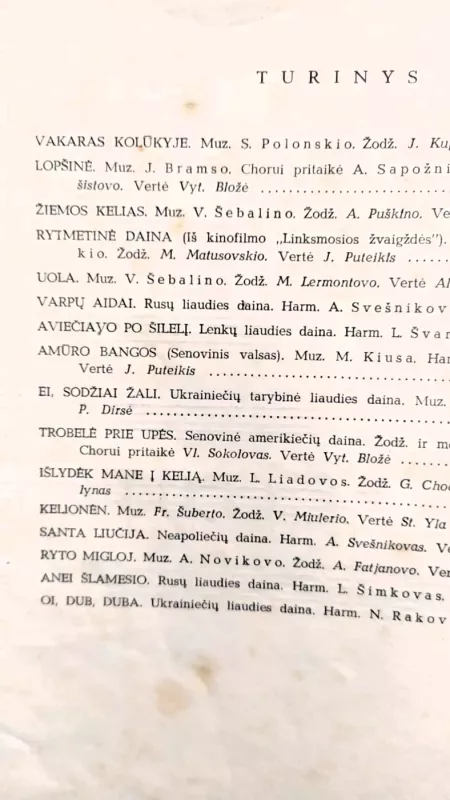 TURINYS
VAKARAS KOLŪKYJE. Muz. S. Polonskio. Žodž. J.
LOPŠINĖ. Muz. J. Bramso. Chorui pritaikė A.
šistovo. Vertė Vyt. Bložė
ŽIEMOS KELIAS. Muz. V. Šebalino. Žodž. A. Puškino.
RYTMETINĖ DAINA (Iš kinofilmo „Linksmosios žvaigždės").
kio. Žodž. M. Matusovskio. Vertė J. Puteikis
UOLA. Muz. V. Šebalino. Žodž. M. Lermontovo. Vertė
VARPŲ AIDAI. Rusų liaudies daina. Harm. A. Svešnikov
AVIEČIAVO PO ŠILELĮ. Lenkų liaudies daina. Harm. L.
AMŪRO BANGOS (Senovinis valsas). Muz. M. Kiusa.
Vertė J. Puteikis
EI, SODŽIAI ŽALI. Ukrainiečių tarybinė liaudies daina. Muz.
P. Dirsė
TROBELĖ PRIE UPĖS. Senovinė amerikiečių daina. Žodž. ir
Chorui pritaikė Vl. Sokolovas. Vertė Vyt. Bložė
IŠLYDĖK MANE Į KELIĄ. Muz. L. Liadovos. Žodž. G.
lynas
KELIONĖN. Muz. Fr. Šuberto. Žodž. V. Miulerio. Vertė St. Yla
SANTA LIUČIJA. Neapoliečių daina. Harm. A. Svešnikovas.
RYTO MIGLOJ. Muz. A. Novikovo. Žodž. A. Fatjanovo.
ANEI ŠLAMESIO. Rusų liaudies daina. Harm. L. Šimkovas.
OI, DUB, DUBA. Ukrainiečių liaudies daina. Harm. N. Rakov